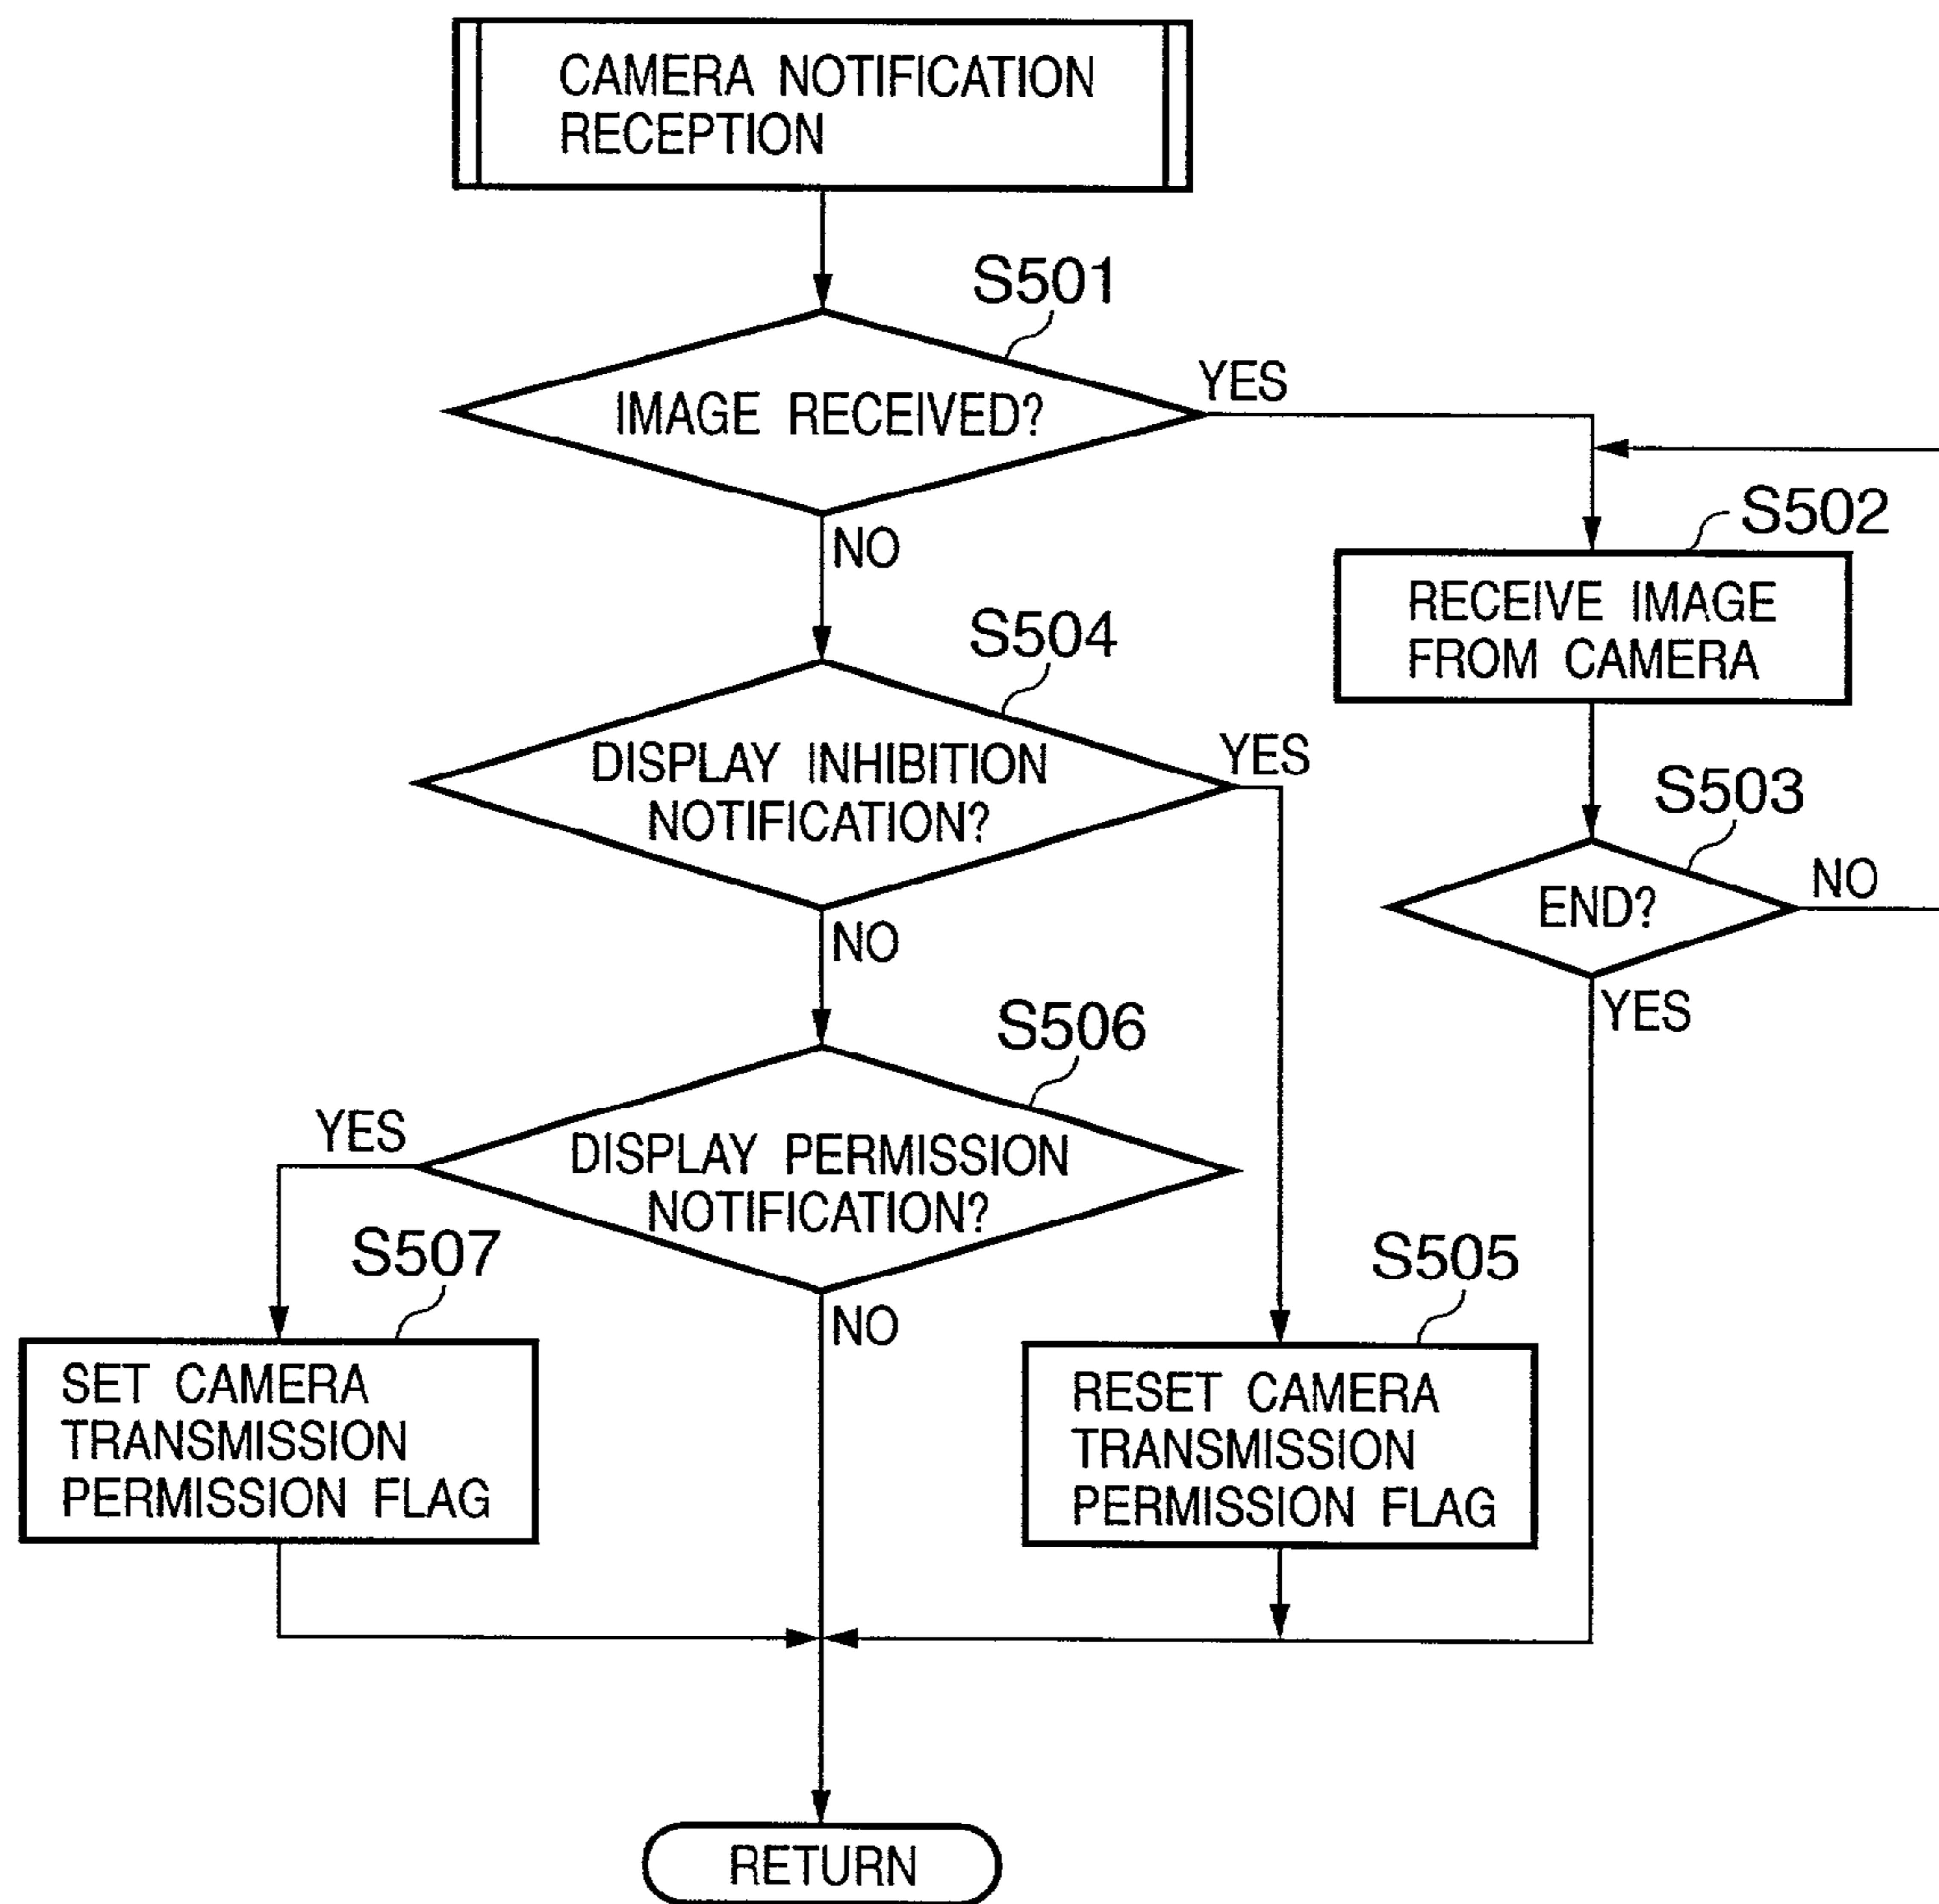 CAMERA NOTIFICATION
RECEPTION
S501
IMAGE RECEIVED?
YES
NO
S502
RECEIVE IMAGE
FROM CAMERA
S503
END?
NO
YES
S504
DISPLAY INHIBITION
NOTIFICATION?
YES
NO
S506
DISPLAY PERMISSION
NOTIFICATION?
YES
NO
S507
SET CAMERA
TRANSMISSION
PERMISSION FLAG
S505
RESET CAMERA
TRANSMISSION
PERMISSION FLAG
RETURN